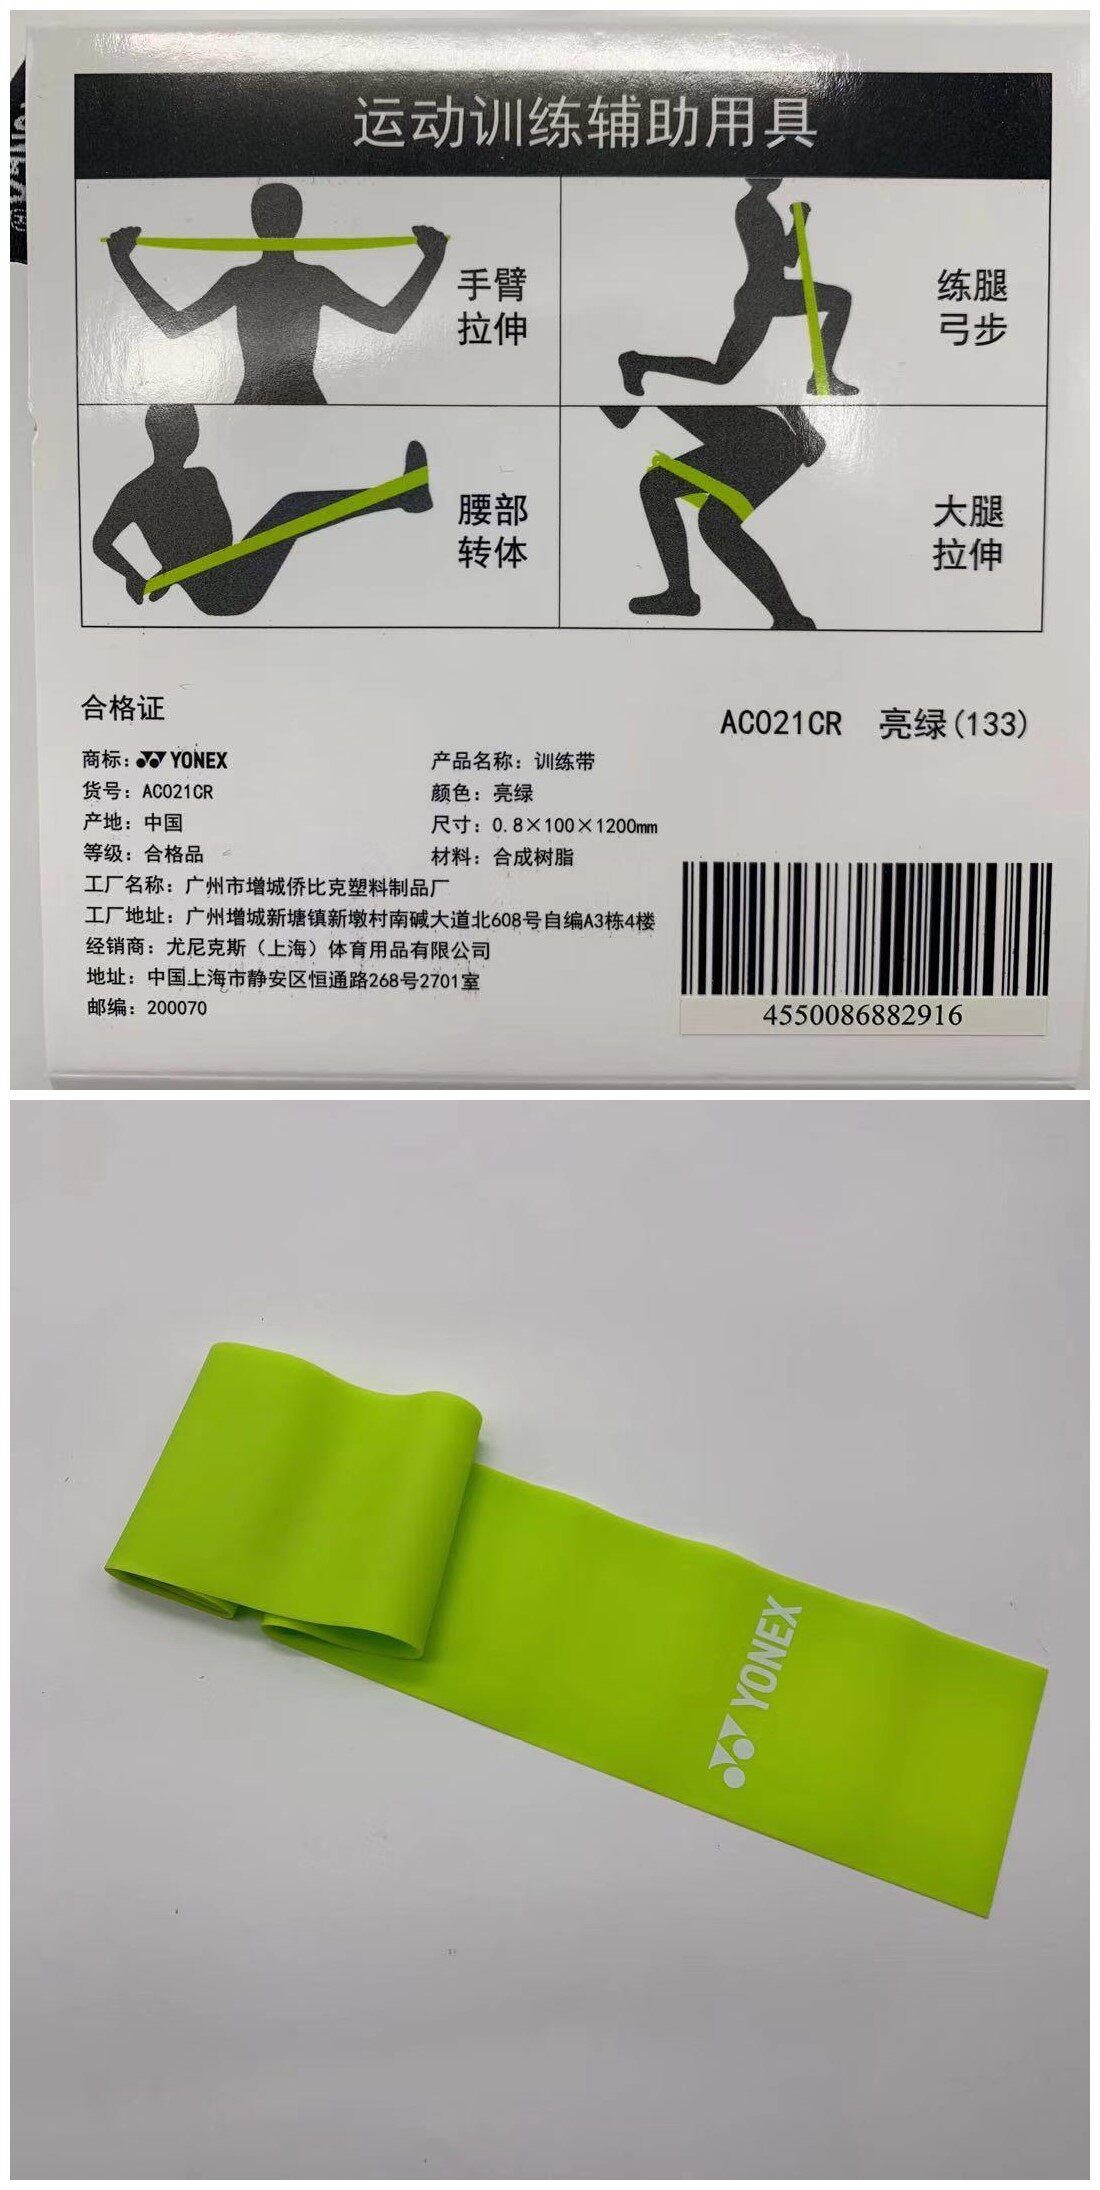 运动训练辅助用具
手臂
拉伸
练腿
弓步
腰部
转体
大腿
拉伸
合格证
AC021CR 亮绿(133)
商标：YONEX
产品名称：训练带
货号：AC021CR
颜色：亮绿
产地：中国
尺寸：0.8×100×1200mm
等级：合格品
材料：合成树脂
工厂名称：广州市增城侨比克塑料制品厂
工厂地址：广州增城新塘镇新墩村南碱大道北608号自编A3栋4楼
经销商：尤尼克斯（上海）体育用品有限公司
地址：中国上海市静安区恒通路268号2701室
邮编：200070
4550086882916
YONEX